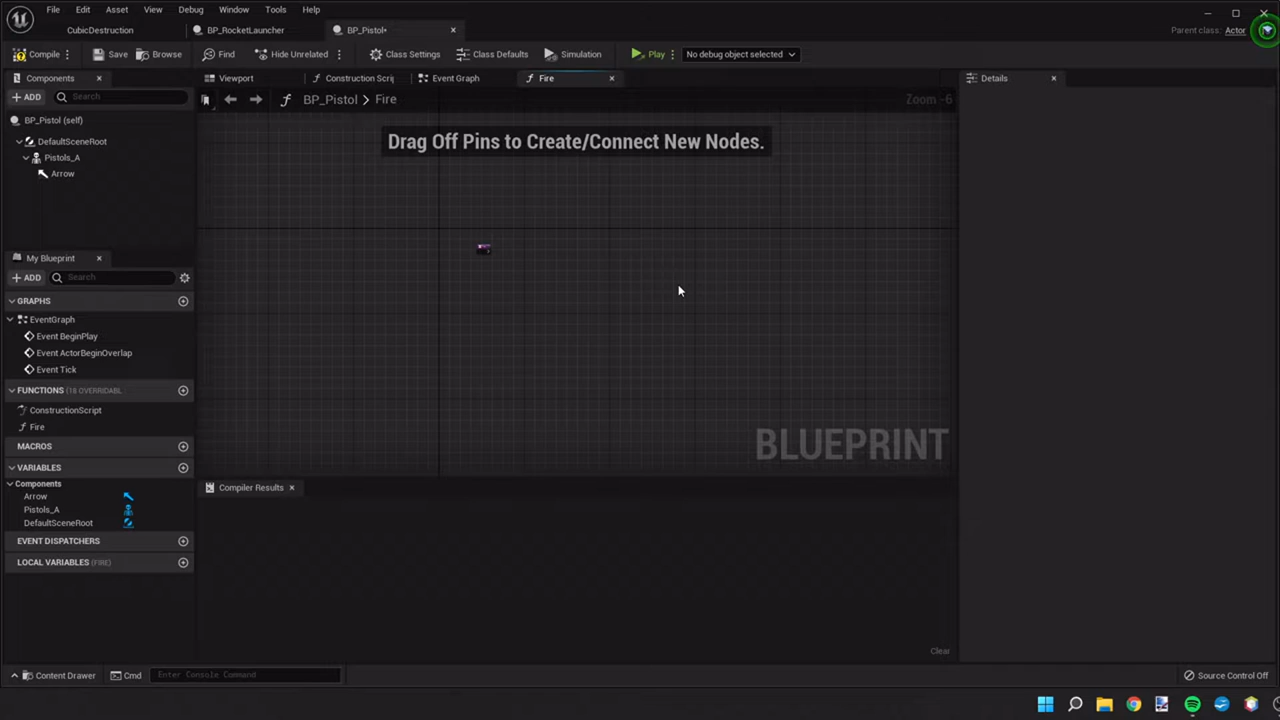 File Edit Asset View Debug Window Tools Help
CubicDestruction BP_RocketLauncher BP_Pistol•
Parent class: Actor
Compile Save Browse Find Hide Unrelated Class Settings Class Defaults Simulation Play No debug object selected
Components
Viewport Construction Scrip Event Graph Fire
Details
ADD Search
BP_Pistol > Fire
Zoom -6
BP_Pistol (self)
Drag Off Pins to Create/Connect New Nodes.
DefaultSceneRoot
Pistols_A
Arrow
My Blueprint
ADD Search
GRAPHS
EventGraph
Event BeginPlay
Event ActorBeginOverlap
Event Tick
FUNCTIONS (18 OVERRIDABL
ConstructionScript
Fire
MACROS
BLUEPRINT
VARIABLES
Components
Compiler Results
Arrow
Pistols_A
DefaultSceneRoot
EVENT DISPATCHERS
LOCAL VARIABLES (FIRE)
Clear
Content Drawer Cmd Enter Console Command
Source Control Off